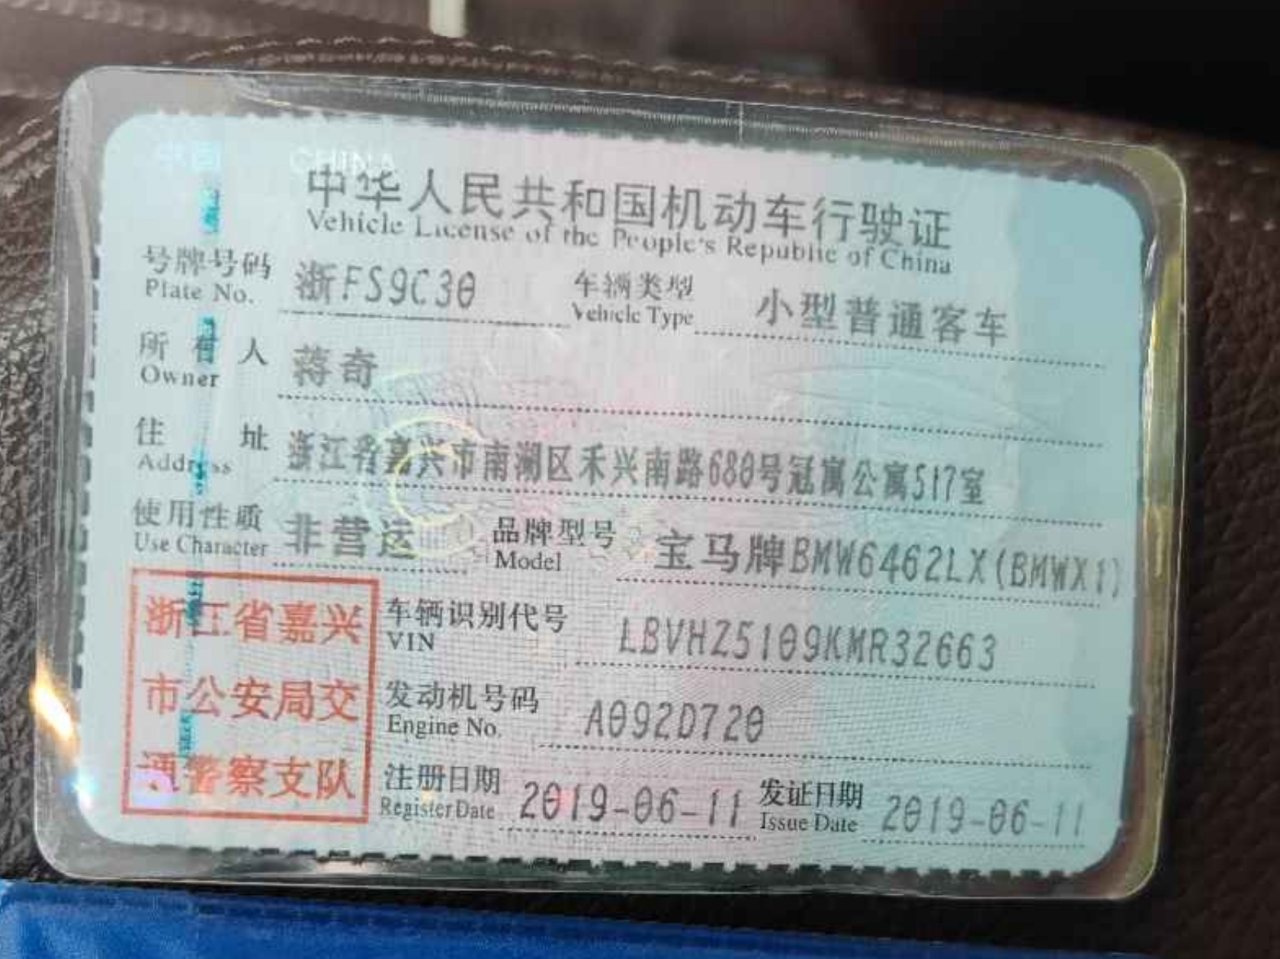 中国 CHINA
中华人民共和国机动车行驶证
Vehicle License of the People's Republic of China
号牌号码 浙FS9C30 车辆类型 小型普通客车
Plate No. Vehicle Type
所有人 蒋奇
Owner
住址 浙江省嘉兴市南湖区禾兴南路680号冠寓公寓517室
Address
使用性质 非营运 品牌型号 宝马牌BMW6462LX(BMWX1)
Use Character Model
浙江省嘉兴
市公安局交
通警察支队
车辆识别代号 LBVHZ5109KMR32663
VIN
发动机号码 A092D720
Engine No.
注册日期 2019-06-11 发证日期 2019-06-11
Register Date Issue Date